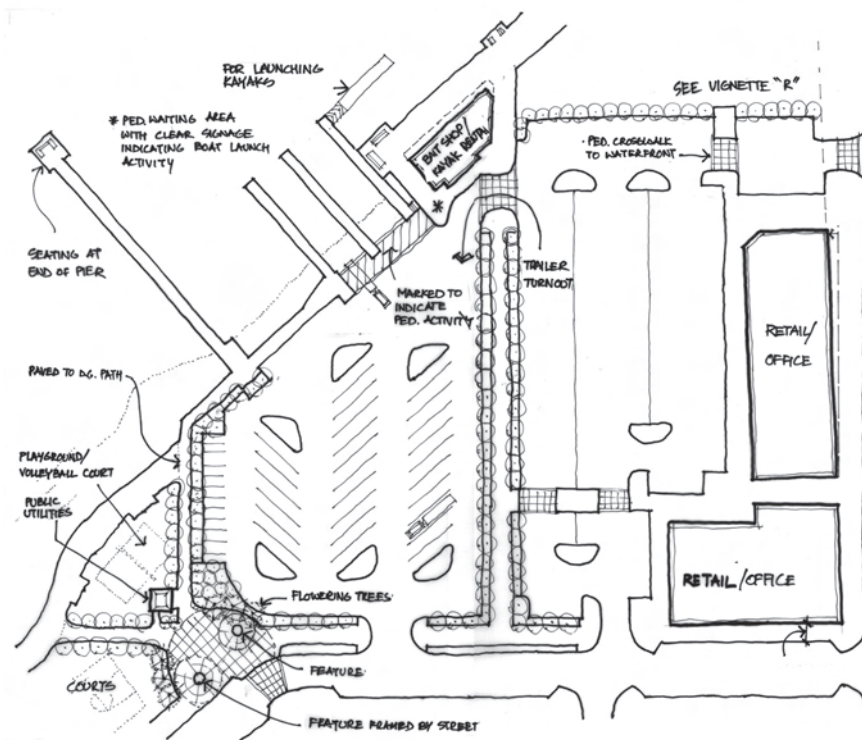 FOR LAUNCHING
KAYAKS
* PED. WAITING AREA
WITH CLEAR SIGNAGE
INDICATING BOAT LAUNCH
ACTIVITY
BAIT SHOP/
KAYAK RENTAL
*
SEE VIGNETTE "R"
PED. CROSSWALK
TO WATERFRONT
SEATING AT
END OF PIER
TRAILER
TURNOUT
MARKED TO
INDICATE
PED. ACTIVITY
RETAIL/
OFFICE
PAVED TO D.G. PATH
PLAYGROUND/
VOLLEYBALL COURT
PUBLIC
UTILITIES
RETAIL/OFFICE
FLOWERING TREES
FEATURE
COURTS
FEATURE FRAMED BY STREET